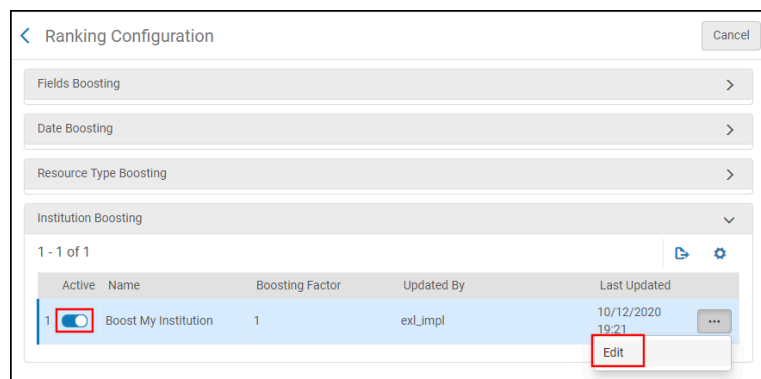 Ranking Configuration Cancel
Fields Boosting
Date Boosting
Resource Type Boosting
Institution Boosting
1 - 1 of 1
Active Name Boosting Factor Updated By Last Updated
1 Boost My Institution 1 exl_impl 10/12/2020
19:21
Edit